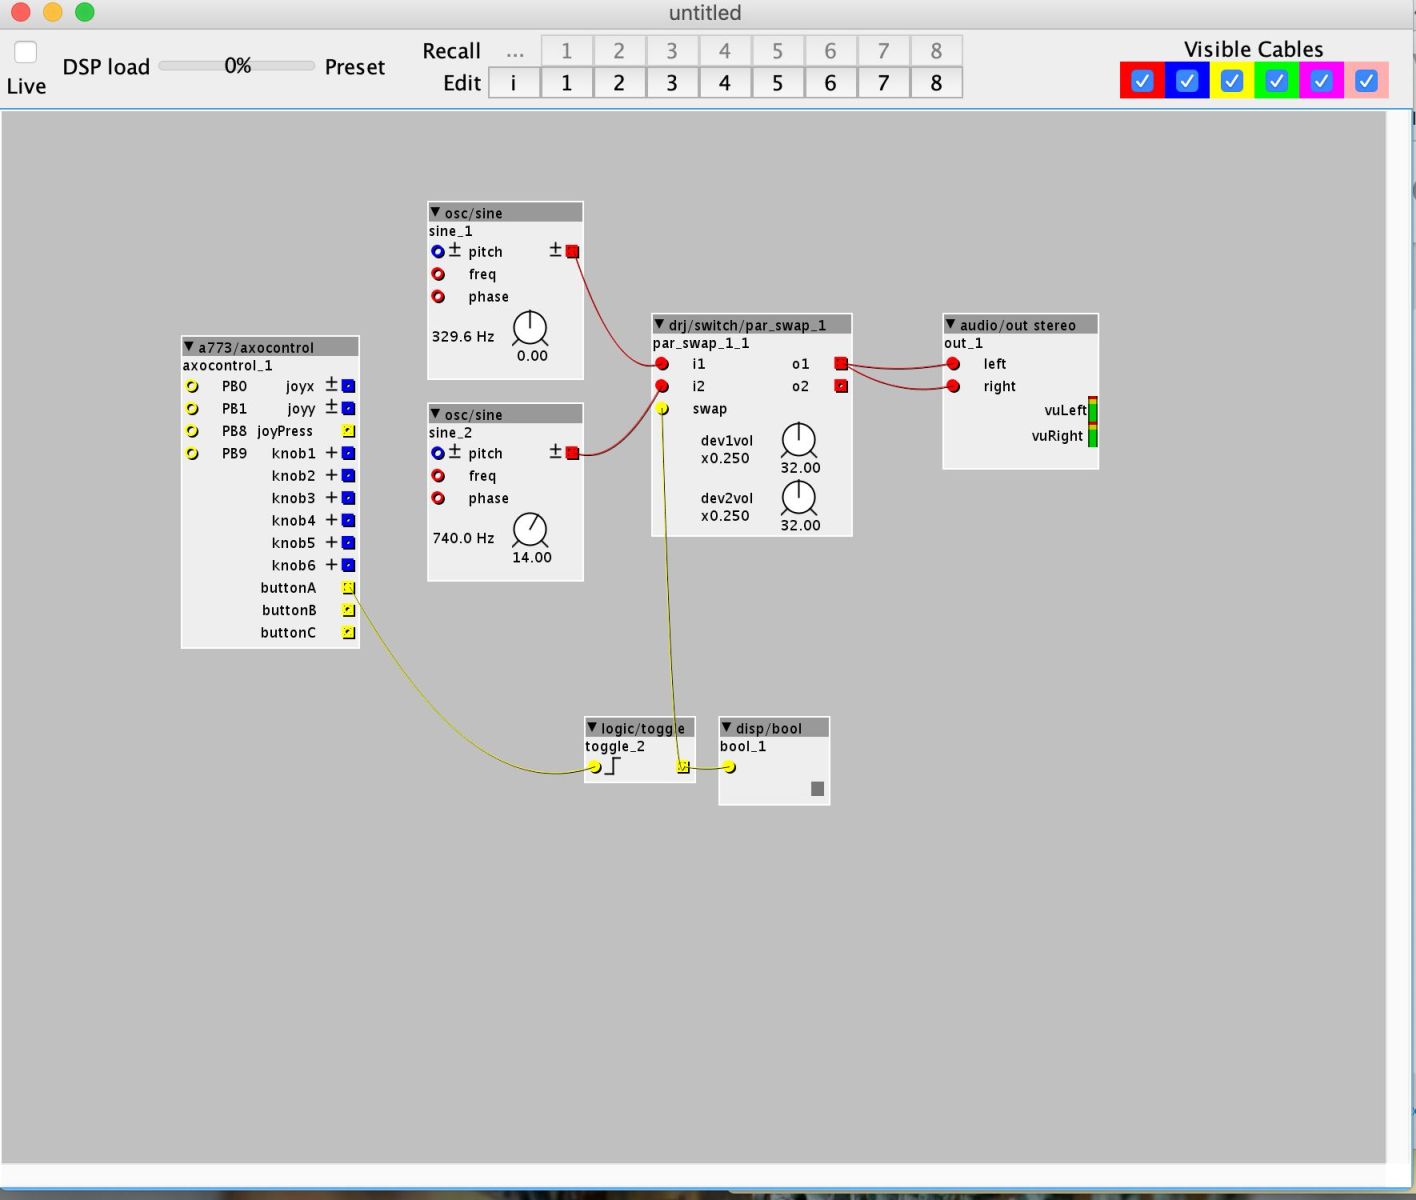 untitled
Live
DSP load 0% Preset
Recall ... 1 2 3 4 5 6 7 8
Edit i 1 2 3 4 5 6 7 8
Visible Cables
osc/sine
sine_1
± pitch ±
freq
phase
329.6 Hz
0.00
osc/sine
sine_2
± pitch ±
freq
phase
740.0 Hz
14.00
a773/axocontrol
axocontrol_1
PB0 joyx ±
PB1 joyy ±
PB8 joyPress
PB9 knob1 +
knob2 +
knob3 +
knob4 +
knob5 +
knob6 +
buttonA
buttonB
buttonC
drj/switch/par_swap_1
par_swap_1_1
i1 o1
i2 o2
swap
dev1vol
x0.250
32.00
dev2vol
x0.250
32.00
audio/out stereo
out_1
left
right
vuLeft
vuRight
logic/toggle
toggle_2
disp/bool
bool_1